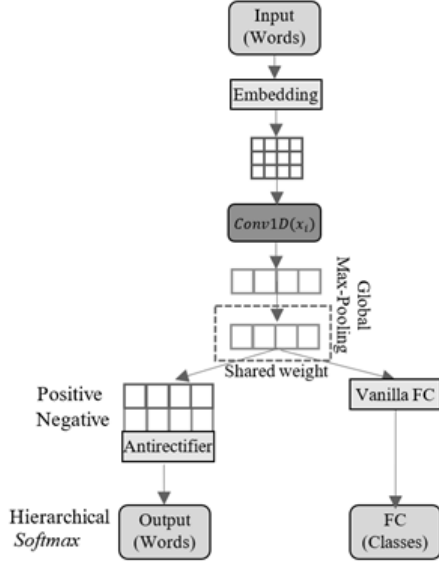 Input
(Words)
Embedding
Conv1D(xᵢ)
Global
Max-Pooling
Shared weight
Positive
Negative
Antirectifier
Vanilla FC
Hierarchical
Softmax
Output
(Words)
FC
(Classes)